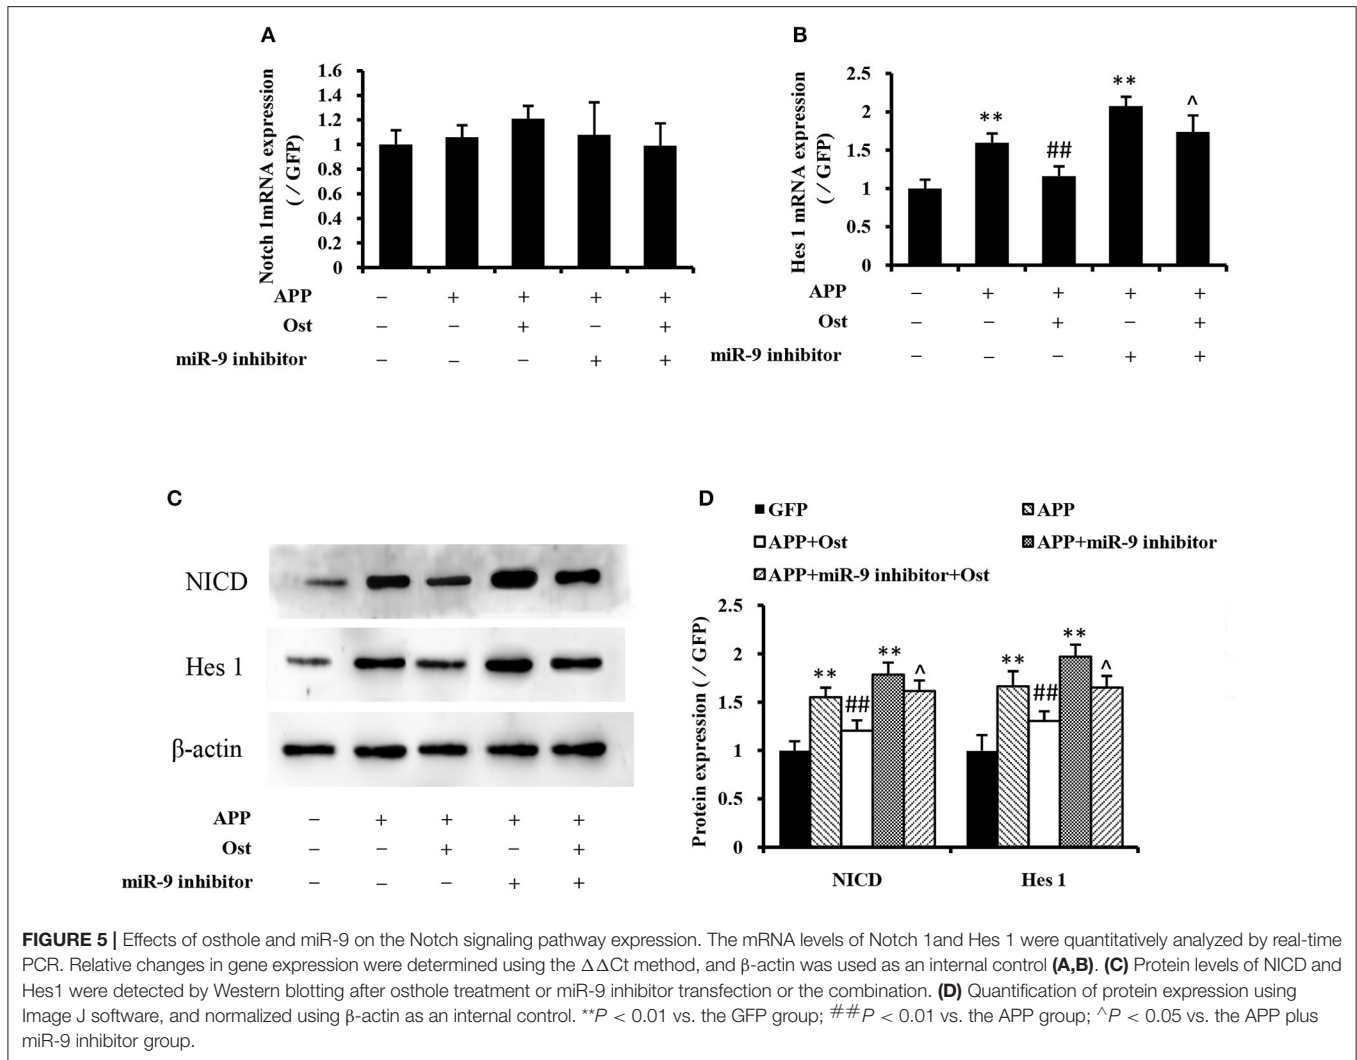 A
Notch 1mRNA expression
( / GFP)
1.6
1.4
1.2
1
0.8
0.6
0.4
0.2
0
APP − + + + +
Ost − − + − +
miR-9 inhibitor − − − + +
B
Hes 1 mRNA expression
( / GFP)
2.5
2
1.5
1
0.5
0
**
##
**
^
APP − + + + +
Ost − − + − +
miR-9 inhibitor − − − + +
C
NICD
Hes 1
β-actin
APP − + + + +
Ost − − + − +
miR-9 inhibitor − − − + +
D
GFP APP
APP+Ost APP+miR-9 inhibitor
APP+miR-9 inhibitor+Ost
Protein expression ( / GFP)
2.5
2
1.5
1
0.5
0
** ## ** ^ ** ## ** ^
NICD Hes 1
FIGURE 5 | Effects of osthole and miR-9 on the Notch signaling pathway expression. The mRNA levels of Notch 1and Hes 1 were quantitatively analyzed by real-time
PCR. Relative changes in gene expression were determined using the ΔΔCt method, and β-actin was used as an internal control (A,B). (C) Protein levels of NICD and
Hes1 were detected by Western blotting after osthole treatment or miR-9 inhibitor transfection or the combination. (D) Quantification of protein expression using
Image J software, and normalized using β-actin as an internal control. **P < 0.01 vs. the GFP group; ##P < 0.01 vs. the APP group; ^P < 0.05 vs. the APP plus
miR-9 inhibitor group.